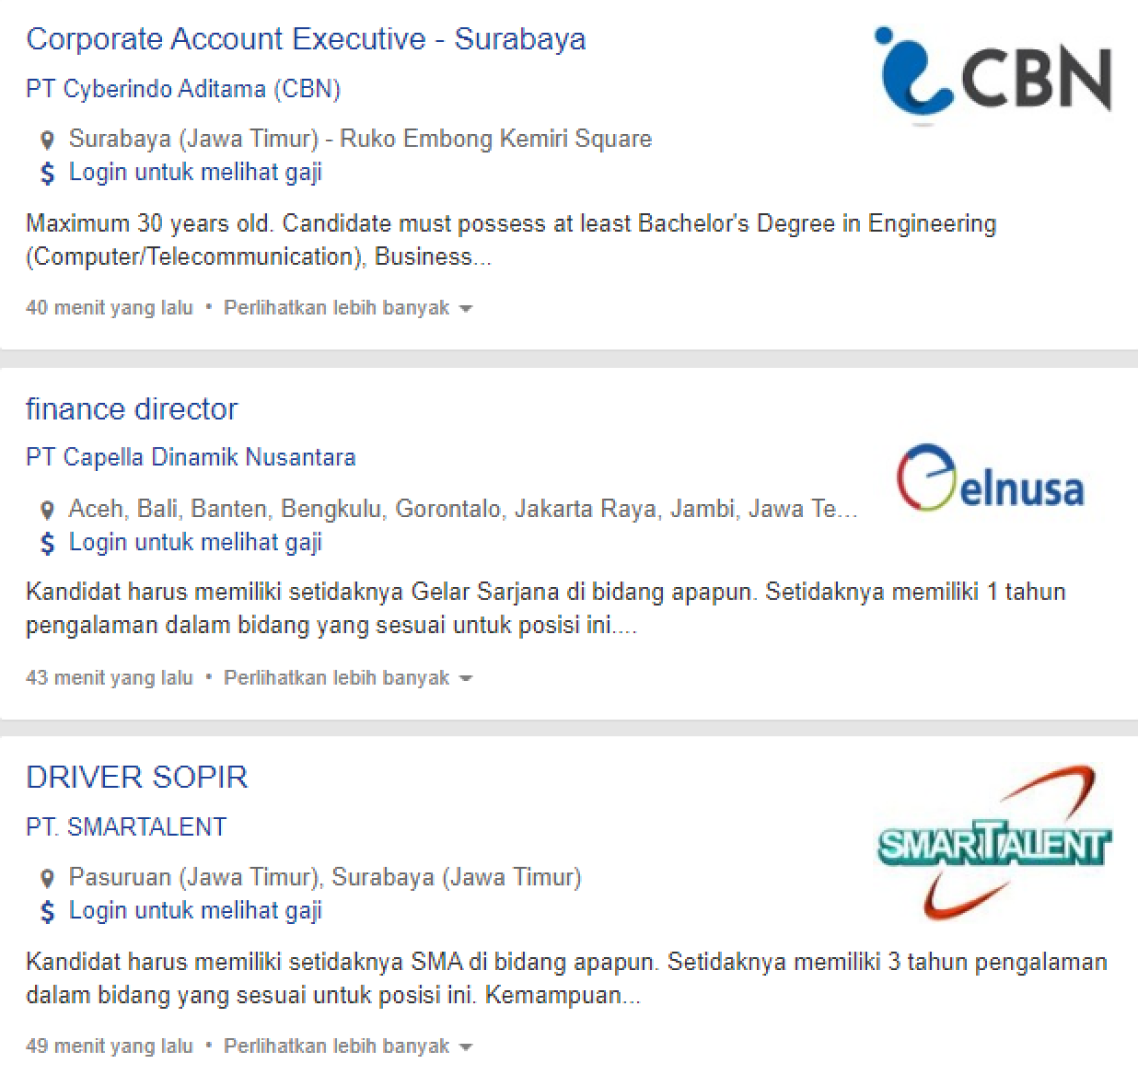 Corporate Account Executive - Surabaya
PT Cyberindo Aditama (CBN)
CBN
Surabaya (Jawa Timur) - Ruko Embong Kemiri Square
$ Login untuk melihat gaji
Maximum 30 years old. Candidate must possess at least Bachelor's Degree in Engineering
(Computer/Telecommunication), Business...
40 menit yang lalu • Perlihatkan lebih banyak
finance director
PT Capella Dinamik Nusantara
elnusa
Aceh, Bali, Banten, Bengkulu, Gorontalo, Jakarta Raya, Jambi, Jawa Te...
$ Login untuk melihat gaji
Kandidat harus memiliki setidaknya Gelar Sarjana di bidang apapun. Setidaknya memiliki 1 tahun
pengalaman dalam bidang yang sesuai untuk posisi ini....
43 menit yang lalu • Perlihatkan lebih banyak
DRIVER SOPIR
PT. SMARTALENT
SMARTALENT
Pasuruan (Jawa Timur), Surabaya (Jawa Timur)
$ Login untuk melihat gaji
Kandidat harus memiliki setidaknya SMA di bidang apapun. Setidaknya memiliki 3 tahun pengalaman
dalam bidang yang sesuai untuk posisi ini. Kemampuan...
49 menit yang lalu • Perlihatkan lebih banyak